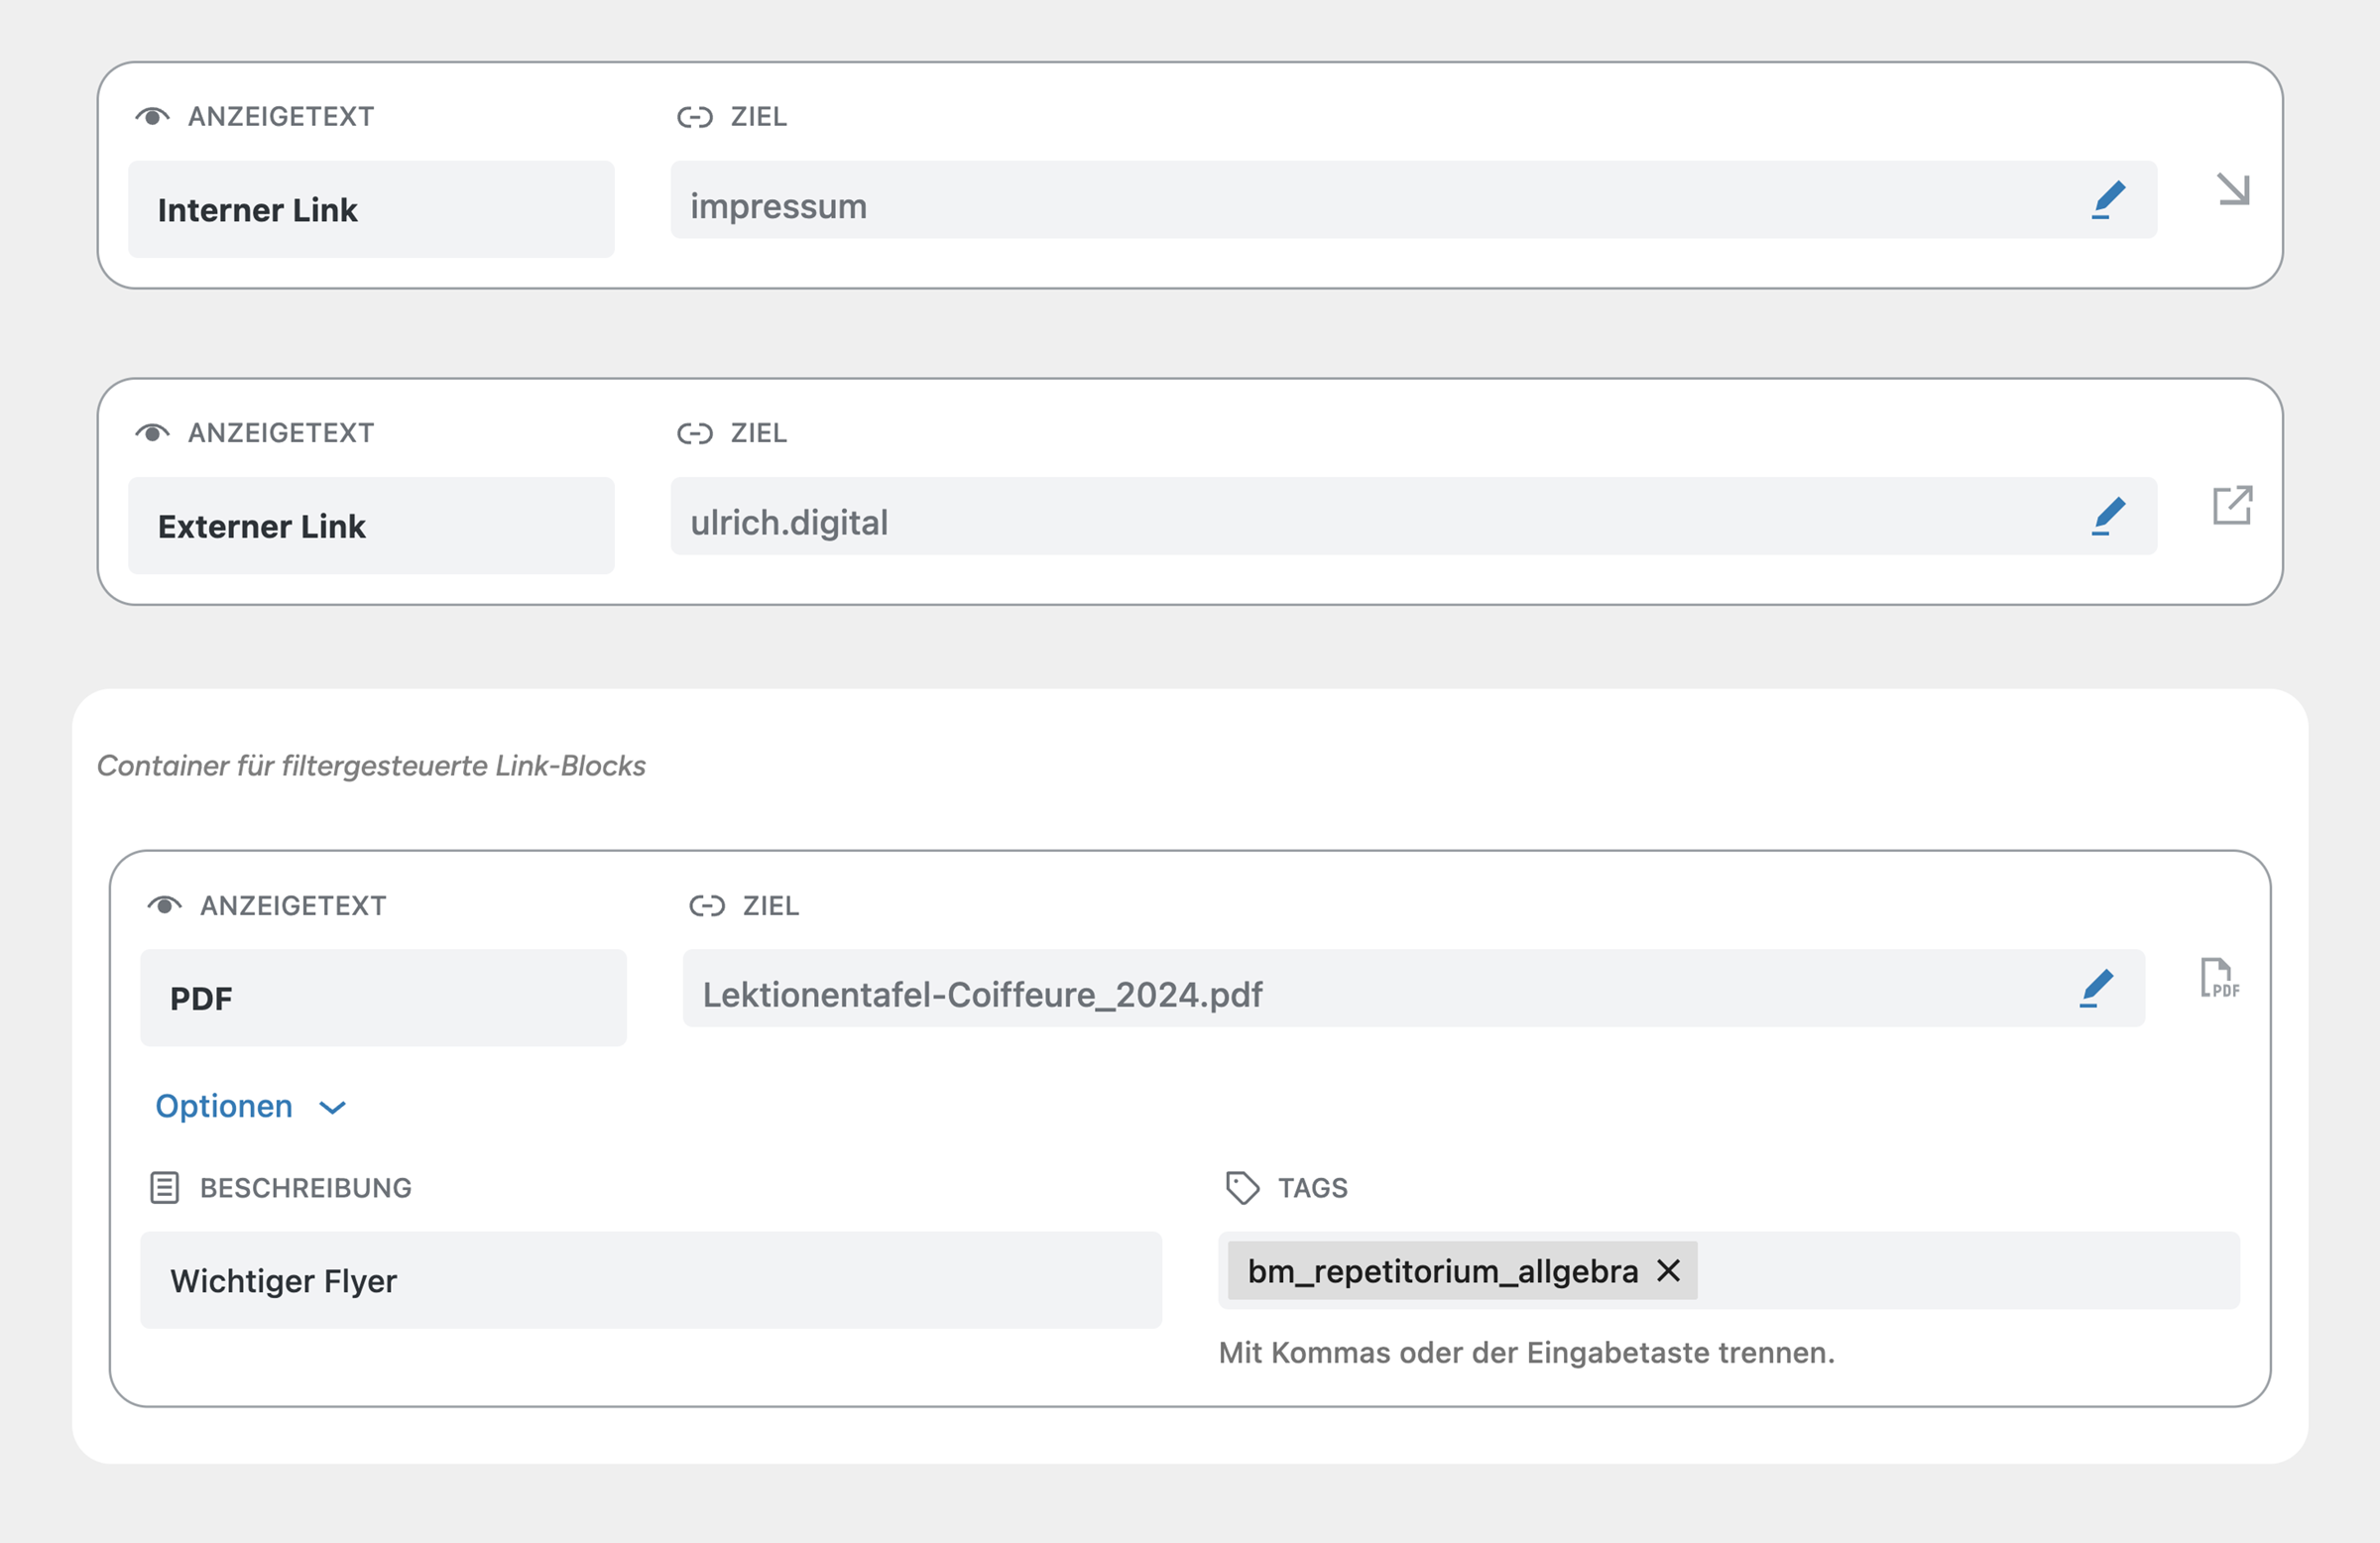 ANZEIGETEXT ZIEL
Interner Link impressum
ANZEIGETEXT ZIEL
Externer Link ulrich.digital
Container für filtergesteuerte Link-Blocks
ANZEIGETEXT ZIEL
PDF Lektionentafel-Coiffeure_2024.pdf
PDF
Optionen
BESCHREIBUNG TAGS
Wichtiger Flyer bm_repetitorium_allgebra
Mit Kommas oder der Eingabetaste trennen.